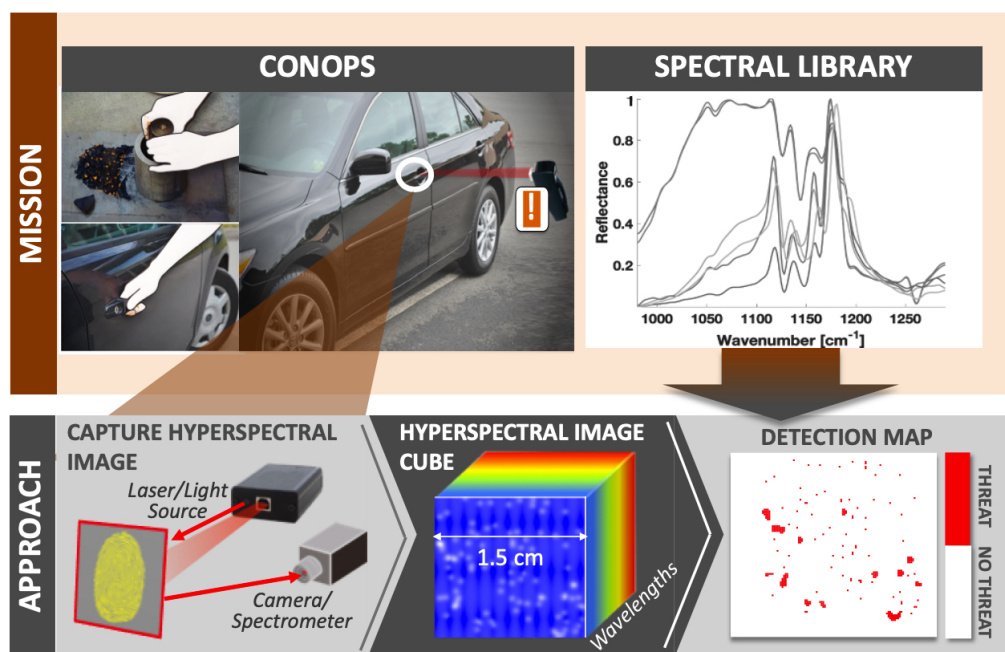 MISSION
CONOPS
!
SPECTRAL LIBRARY
Reflectance
1
0.8
0.6
0.4
0.2
1000 1050 1100 1150 1200 1250
Wavenumber [cm-1]
APPROACH
CAPTURE HYPERSPECTRAL
IMAGE
Laser/Light
Source
Camera/
Spectrometer
HYPERSPECTRAL IMAGE
CUBE
1.5 cm
Wavelengths
DETECTION MAP
THREAT
NO THREAT